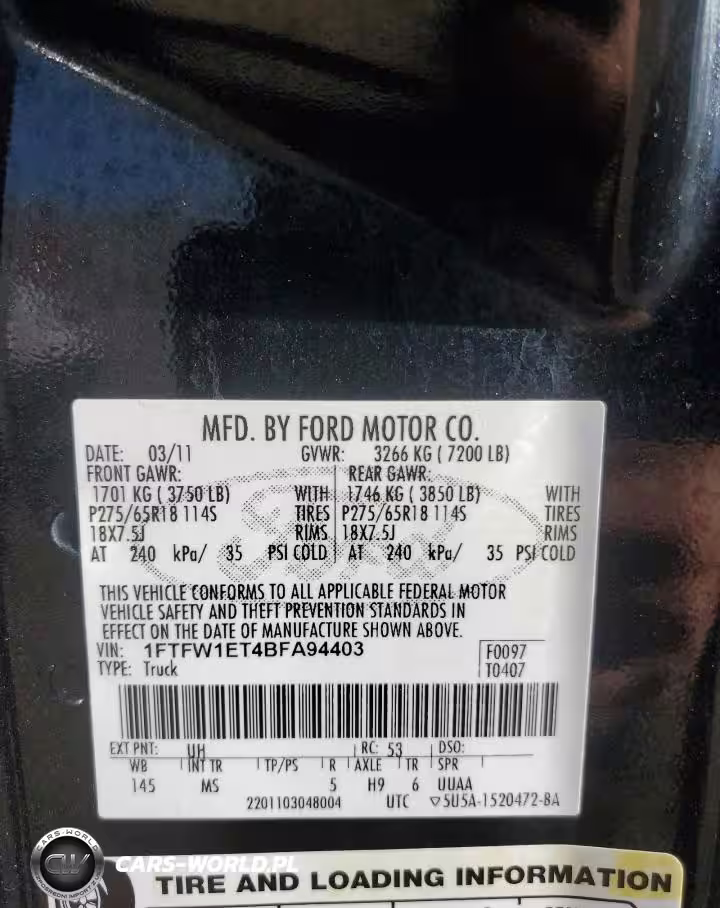 MFD. BY FORD MOTOR CO.
DATE: 03/11 GVWR: 3266 KG ( 7200 LB)
FRONT GAWR: REAR GAWR:
1701 KG ( 3750 LB) WITH 1746 KG ( 3850 LB) WITH
P275/65R18 114S TIRES P275/65R18 114S TIRES
18X7.5J RIMS 18X7.5J RIMS
AT 240 kPa/ 35 PSI COLD AT 240 kPa/ 35 PSI COLD
THIS VEHICLE CONFORMS TO ALL APPLICABLE FEDERAL MOTOR
VEHICLE SAFETY AND THEFT PREVENTION STANDARDS IN
EFFECT ON THE DATE OF MANUFACTURE SHOWN ABOVE.
VIN: 1FTFW1ET4BFA94403 F0097
TYPE: Truck T0407
EXT PNT: UH RC: 53 DSO:
WB INT TR TP/PS R AXLE TR SPR
145 MS 5 H9 6 UUAA
2201103048004 UTC ▽5U5A-1520472-BA
CARS-WORLD.PL
TIRE AND LOADING INFORMATION